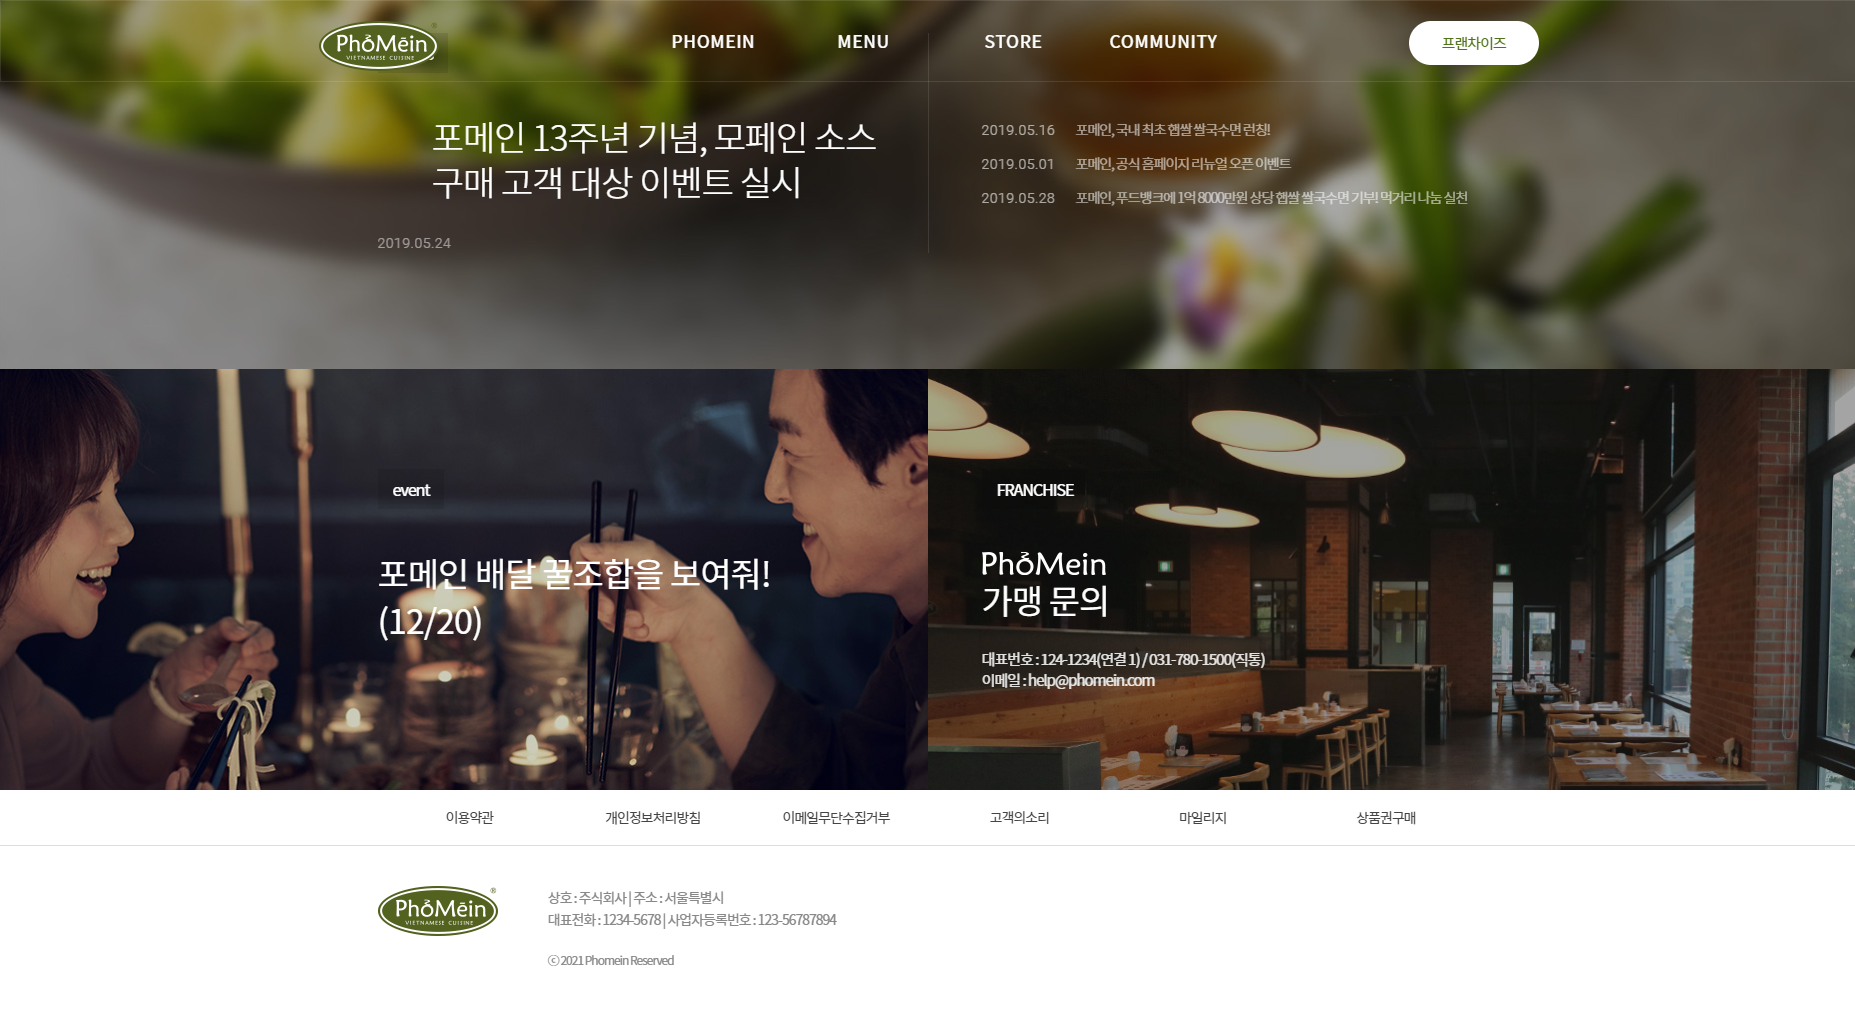 PhỏMein
VIETNAMESE CUISINE
PHOMEIN
MENU
STORE
COMMUNITY
프랜차이즈
포메인 13주년 기념, 모페인 소스
구매 고객 대상 이벤트 실시
2019.05.24
2019.05.16 포메인, 국내 최초 햅쌀 쌀국수면 런칭!
2019.05.01 포메인, 공식 홈페이지 리뉴얼 오픈 이벤트
2019.05.28 포메인, 푸드뱅크에 1억 8000만원 상당 햅쌀 쌀국수면 기부! 먹거리 나눔 실천
event
포메인 배달 꿀조합을 보여줘!
(12/20)
FRANCHISE
PhỏMein
가맹 문의
대표번호 : 124-1234(연결 1) / 031-780-1500(직통)
이메일 : help@phomein.com
이용약관
개인정보처리방침
이메일무단수집거부
고객의소리
마일리지
상품권구매
PhỏMēin ®
VIETNAMESE CUISINE
상호 : 주식회사 | 주소 : 서울특별시
대표전화 : 1234-5678 | 사업자등록번호 : 123-56787894
ⓒ 2021 Phomein Reserved